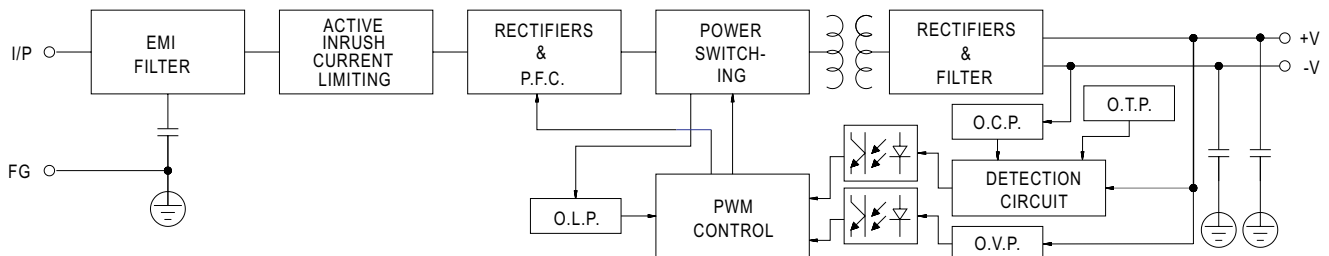 I/P
EMI
FILTER
ACTIVE
INRUSH
CURRENT
LIMITING
RECTIFIERS
&
P.F.C.
POWER
SWITCH-
ING
RECTIFIERS
&
FILTER
+V
-V
O.C.P.
O.T.P.
FG
O.L.P.
PWM
CONTROL
DETECTION
CIRCUIT
O.V.P.